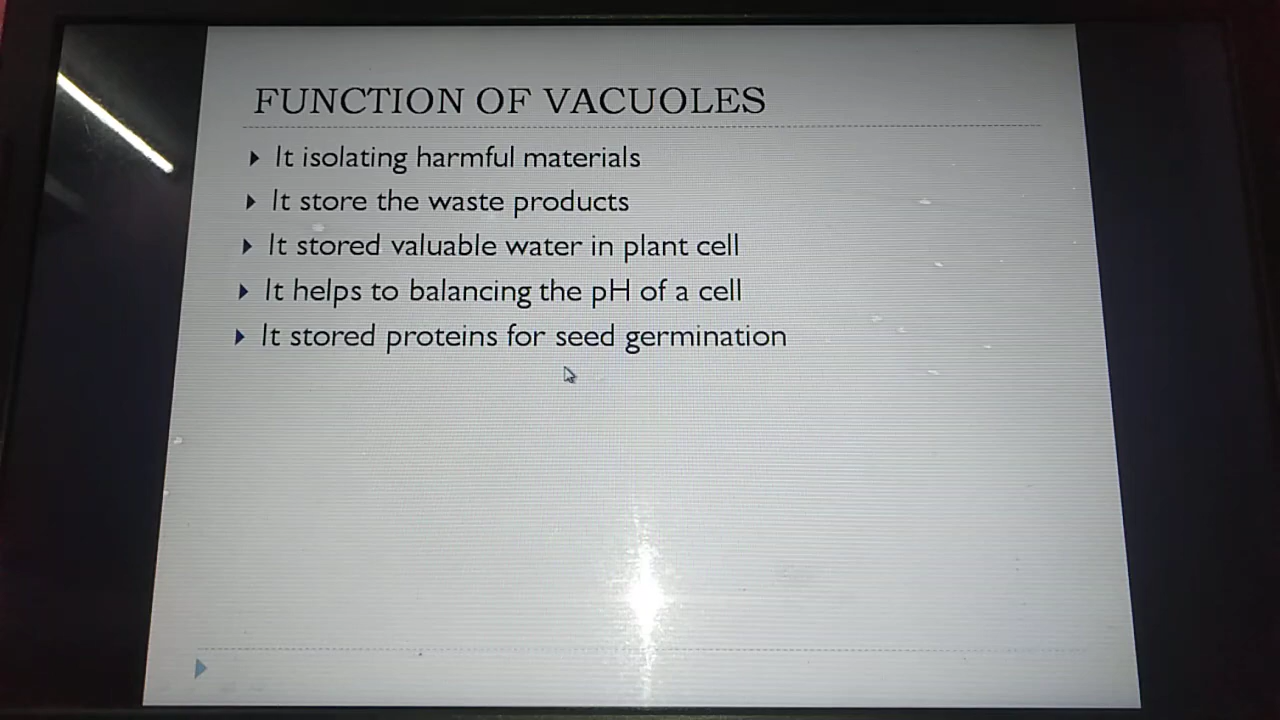 FUNCTION OF VACUOLES
It isolating harmful materials
It store the waste products
It stored valuable water in plant cell
It helps to balancing the pH of a cell
It stored proteins for seed germination